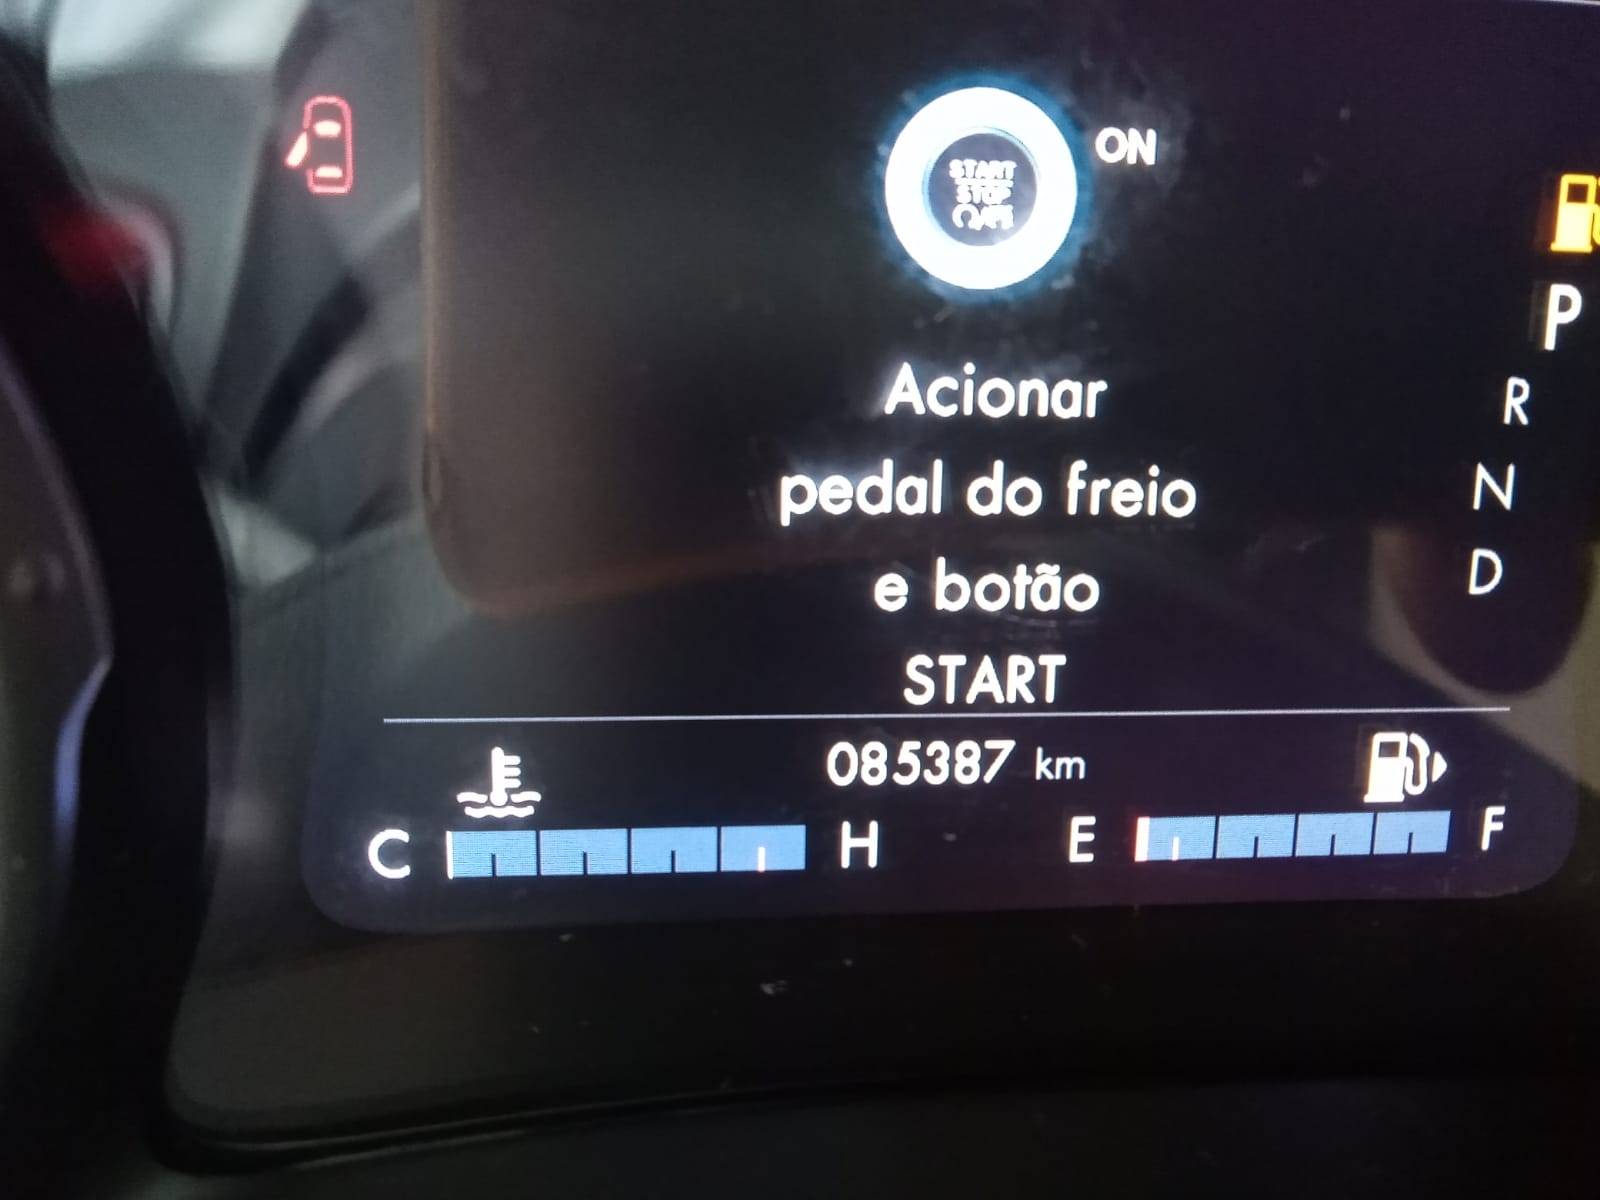 START
STOP
ON
P
R
N
D
Acionar
pedal do freio
e botão
START
085387 km
C H E F